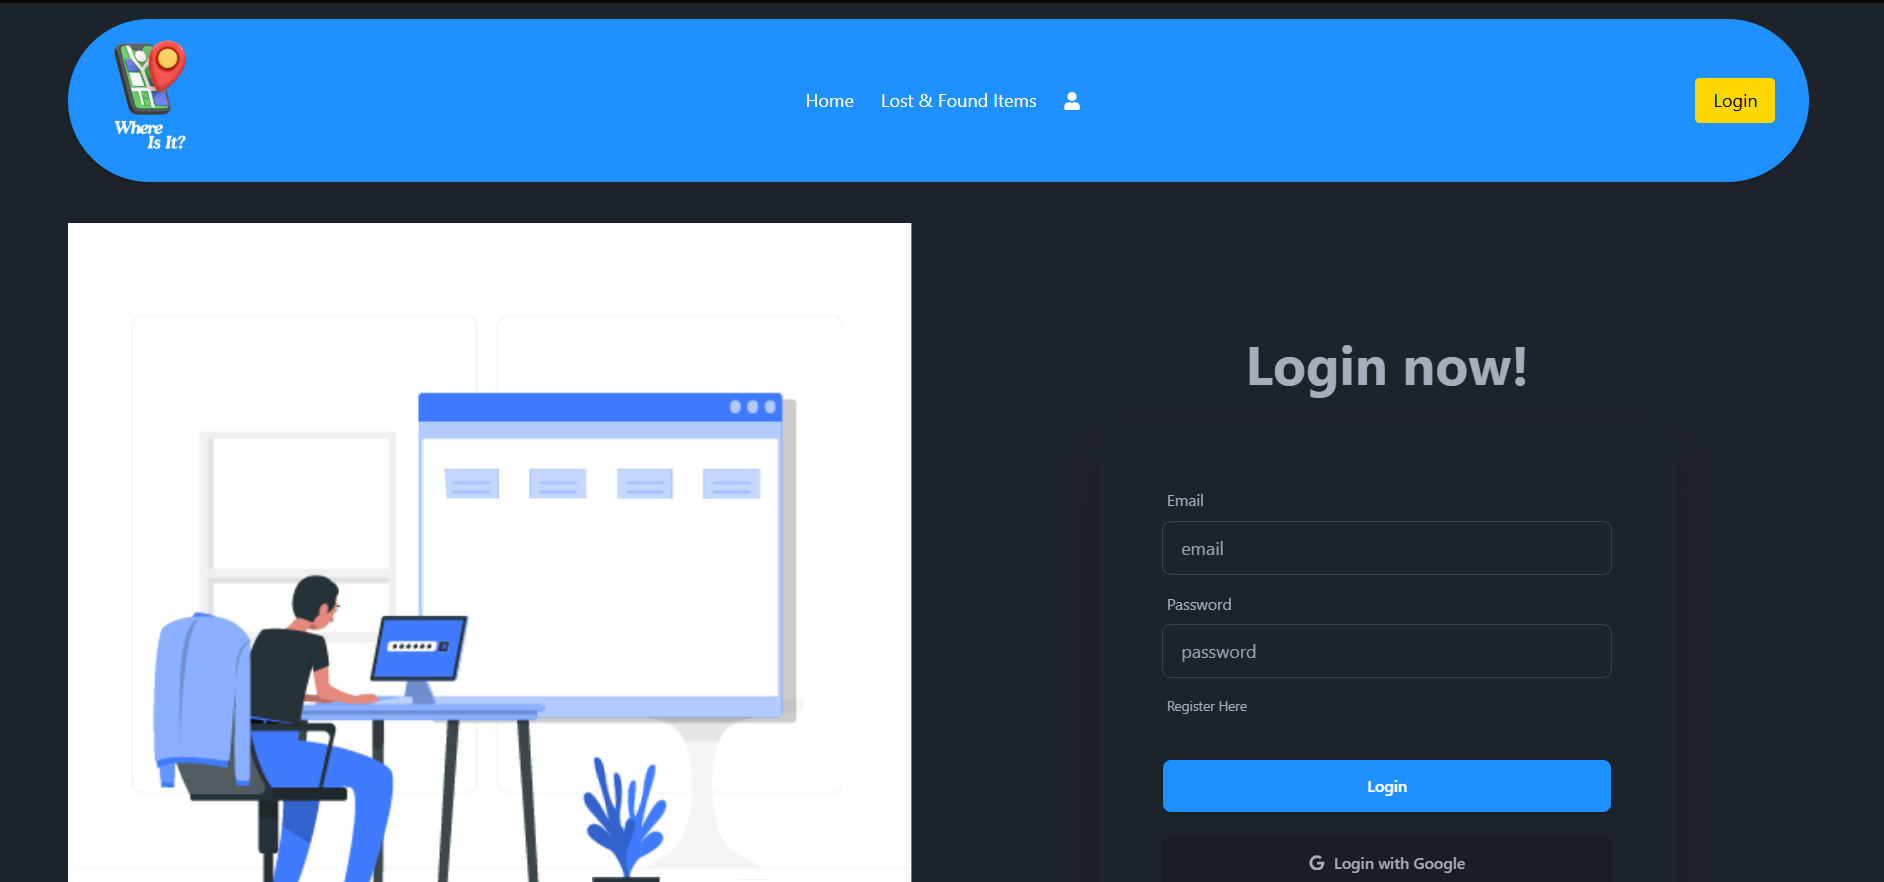 Where
Is It?
Home
Lost & Found Items
Login
Login now!
Email
email
Password
password
Register Here
Login
Login with Google